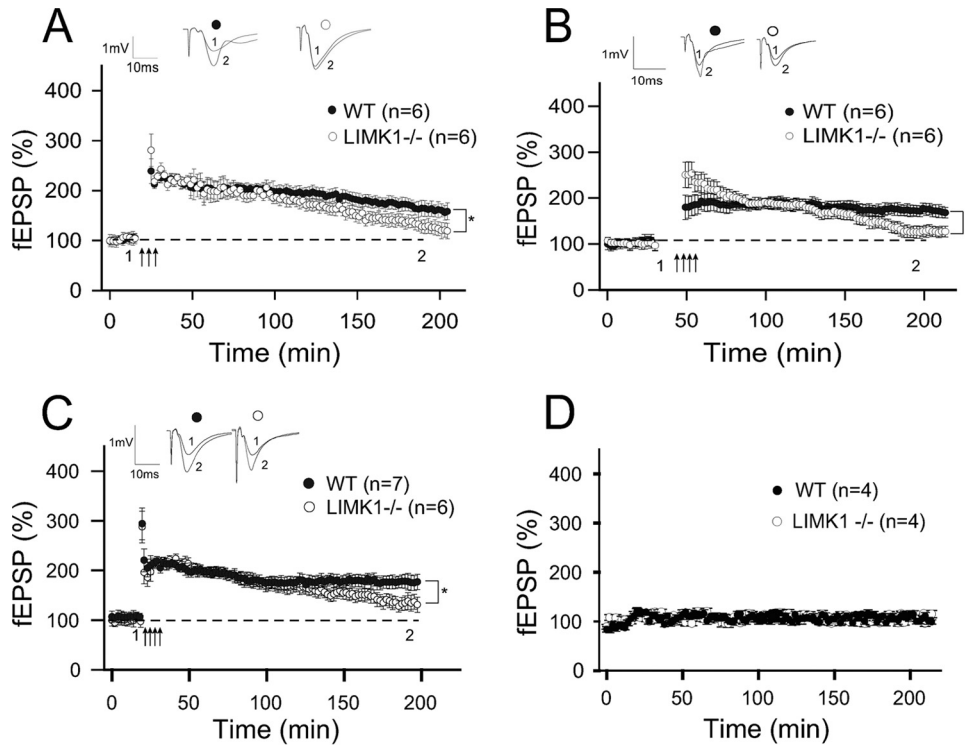 A
1mV
10ms
1
2
1
2
WT (n=6)
LIMK1-/- (n=6)
fEPSP (%)
400
300
200
100
0
1
2
*
0 50 100 150 200
Time (min)
B
1mV
10ms
1
2
1
2
WT (n=6)
LIMK1-/- (n=6)
fEPSP (%)
400
300
200
100
0
1
2
0 50 100 150 200
Time (min)
C
1mV
10ms
1
2
1
2
WT (n=7)
LIMK1-/- (n=6)
fEPSP (%)
400
300
200
100
0
1
2
*
0 50 100 150 200
Time (min)
D
WT (n=4)
LIMK1 -/- (n=4)
fEPSP (%)
400
300
200
100
0
0 50 100 150 200
Time (min)